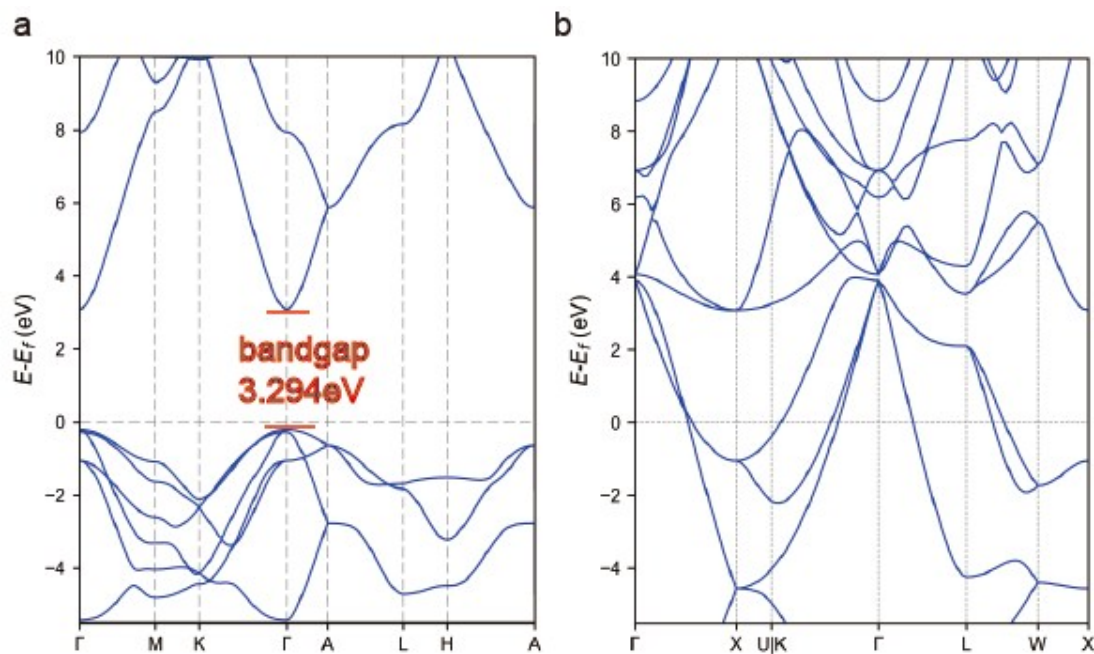 a
10
8
6
4
2
0
−2
−4
E-E_f (eV)
bandgap
3.294eV
Γ M K Γ A L H A
b
10
8
6
4
2
0
−2
−4
E-E_f (eV)
Γ X U|K Γ L W X